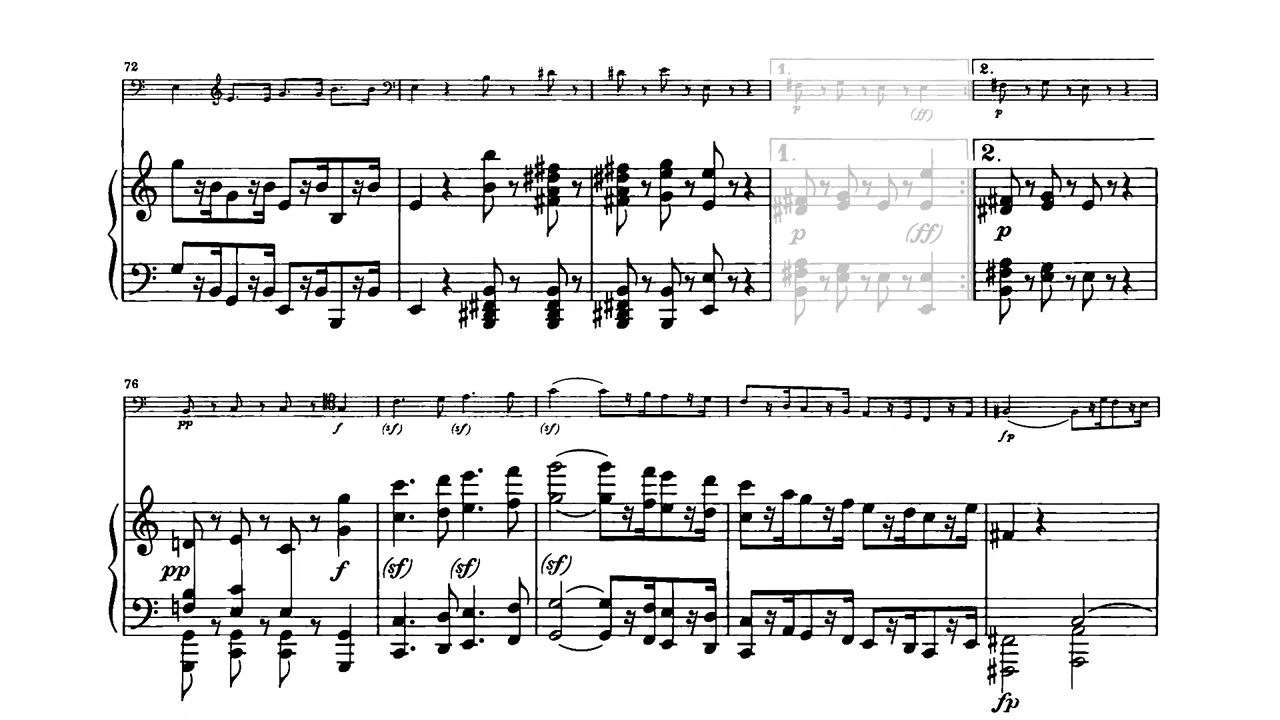 72
1. 2.
p (ff) p
1. 2.
p (ff) p
76
pp f (sf) (sf) (sf) fp
pp f (sf) (sf) (sf)
fp